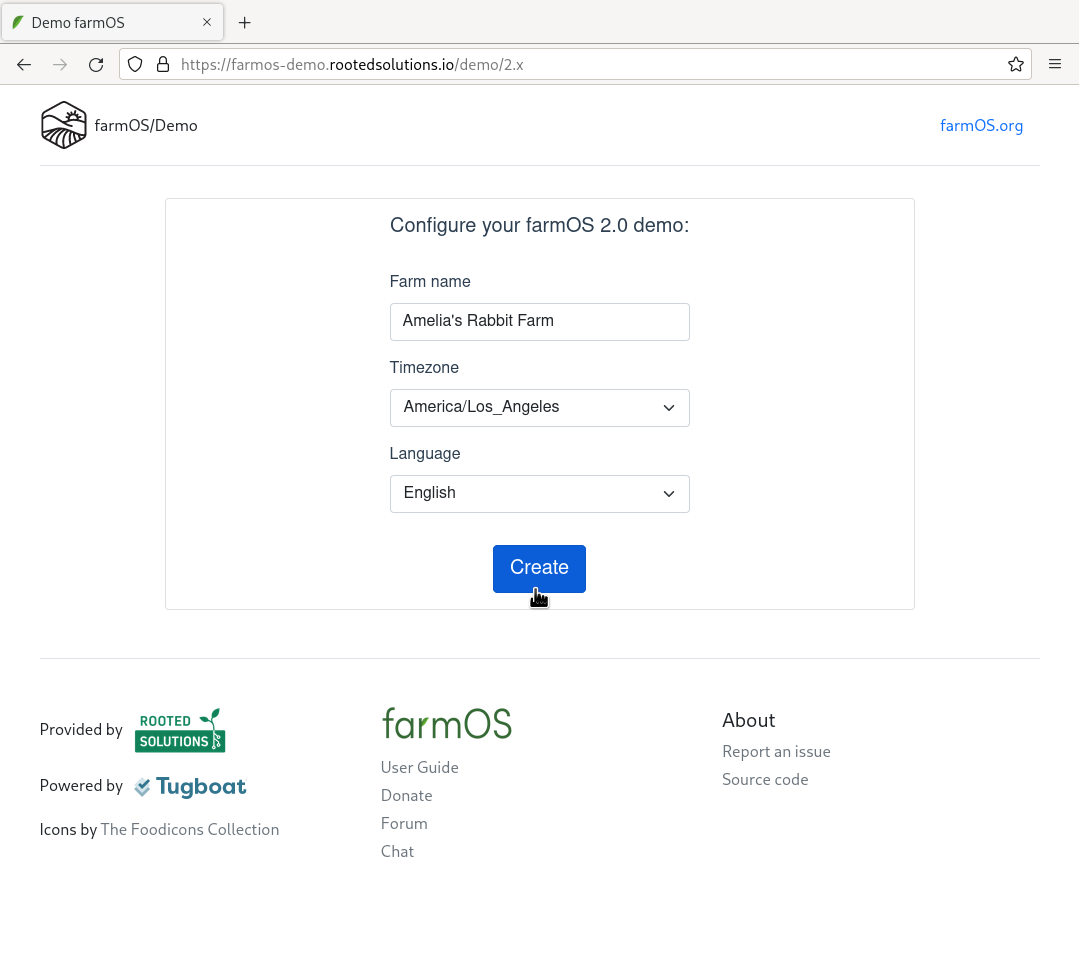 Demo farmOS
https://farmos-demo.rootedsolutions.io/demo/2.x
farmOS/Demo
farmOS.org
Configure your farmOS 2.0 demo:
Farm name
Amelia's Rabbit Farm
Timezone
America/Los_Angeles
Language
English
Create
Provided by
ROOTED
SOLUTIONS
Powered by
Tugboat
Icons by The Foodicons Collection
farmOS
User Guide
Donate
Forum
Chat
About
Report an issue
Source code